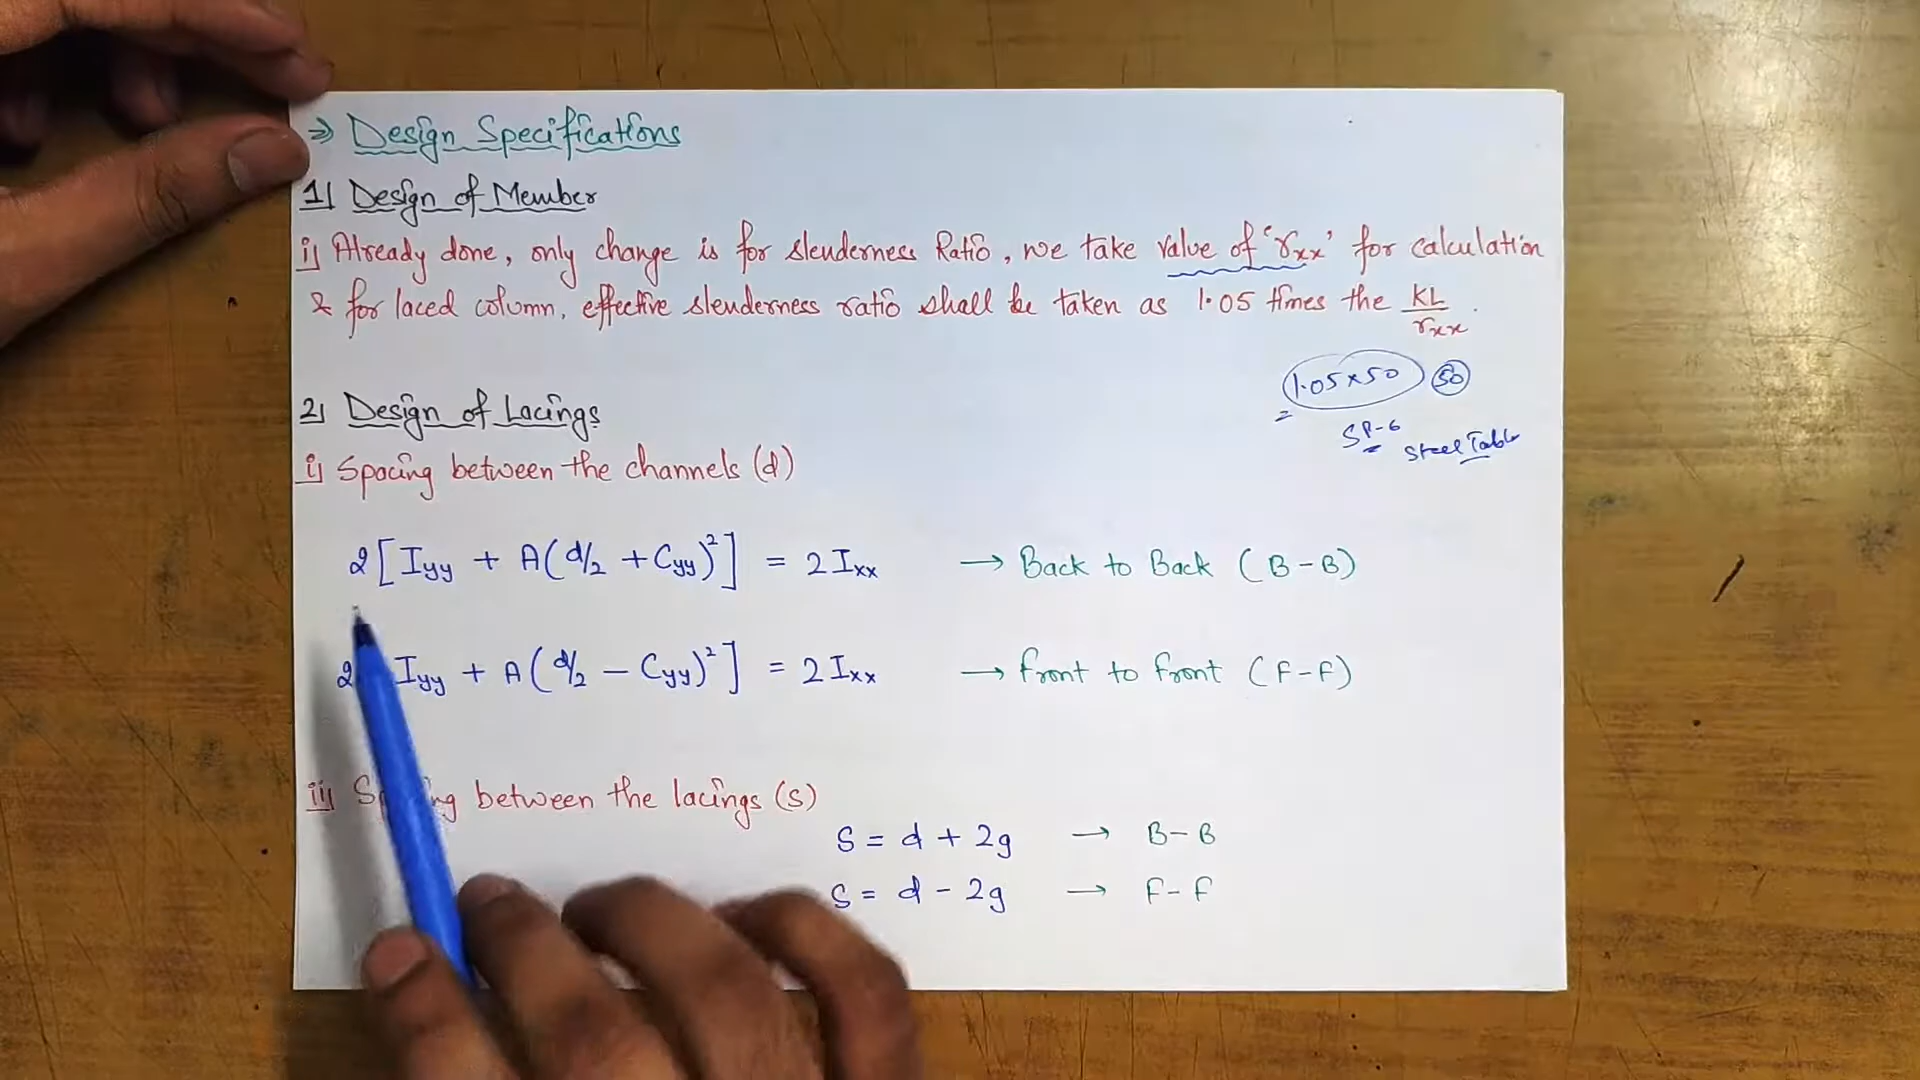 ⇒ Design Specifications
1) Design of Member
i) Already done, only change is for slenderness Ratio, we take value of 'rxx' for calculation
& for laced column, effective slenderness ratio shall be taken as 1.05 times the KL/rxx.
1.05x50 50
=
SP-6 Steel Table
2) Design of Lacings
i) Spacing between the channels (d)
2[Iyy + A(d/2 + Cyy)²] = 2Ixx → Back to Back (B-B)
2 Iyy + A(d/2 - Cyy)²] = 2Ixx → front to front (F-F)
between the lacings (s)
S = d + 2g → B-B
S = d - 2g → F-F